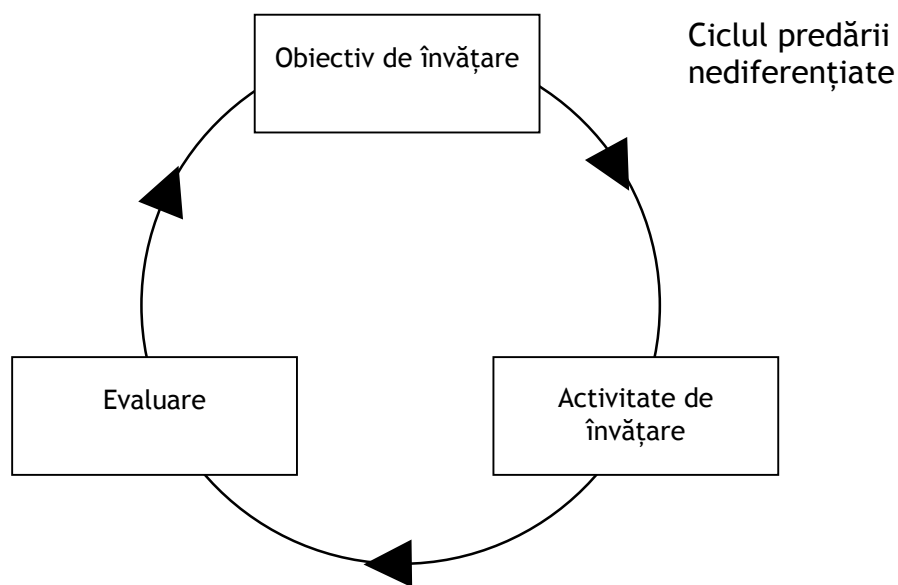 Ciclul predării
nediferențiate
Obiectiv de învățare
Evaluare
Activitate de
învățare